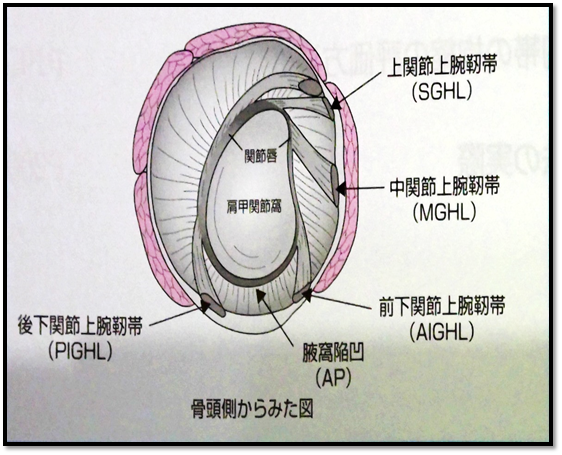 上関節上腕靭帯
(SGHL)
関節唇
中関節上腕靭帯
(MGHL)
肩甲関節窩
前下関節上腕靭帯
(AIGHL)
後下関節上腕靭帯
(PIGHL)
腋窩陥凹
(AP)
骨頭側からみた図